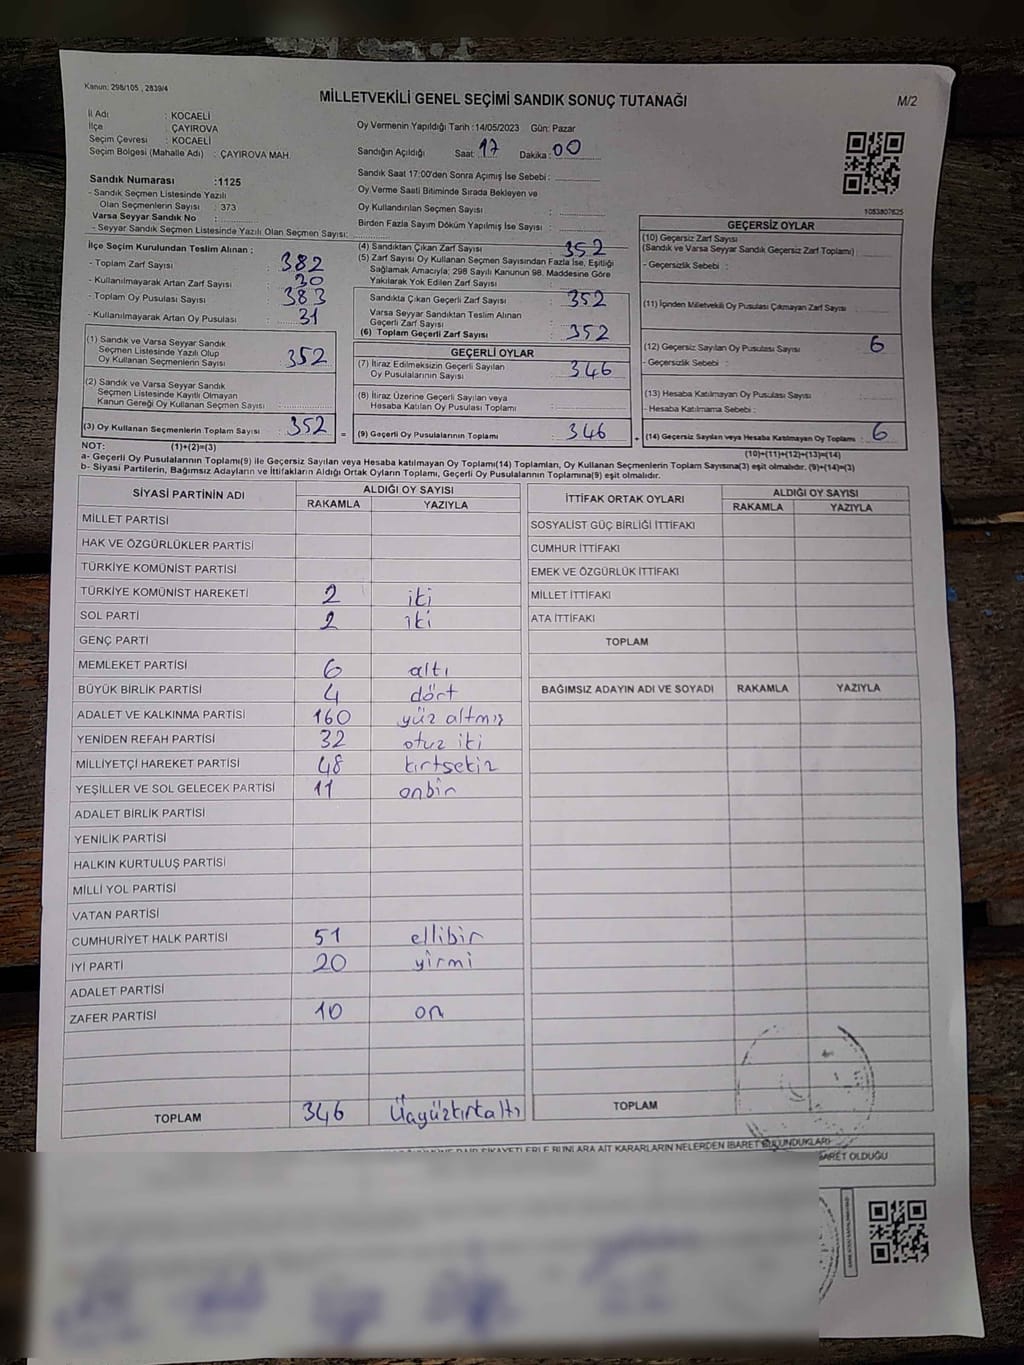 Kanun: 298/105 , 2839/4
MİLLETVEKİLİ GENEL SEÇİMİ SANDIK SONUÇ TUTANAĞI
M/2
İl Adı : KOCAELİ
İlçe : ÇAYIROVA
Seçim Çevresi : KOCAELİ
Seçim Bölgesi (Mahalle Adı) : ÇAYIROVA MAH.
Oy Vermenin Yapıldığı Tarih :14/05/2023 Gün: Pazar
Sandığın Açıldığı Saat: 17 Dakika: 00
Sandık Saat 17:00'den Sonra Açılmış İse Sebebi :
Oy Verme Saati Bitiminde Sırada Bekleyen ve
Oy Kullandırılan Seçmen Sayısı :
Birden Fazla Sayım Döküm Yapılmış İse Sayısı :
1083807625
Sandık Numarası :1125
- Sandık Seçmen Listesinde Yazılı
Olan Seçmenlerin Sayısı : 373
Varsa Seyyar Sandık No :
- Seyyar Sandık Seçmen Listesinde Yazılı Olan Seçmen Sayısı:
İlçe Seçim Kurulundan Teslim Alınan :
- Toplam Zarf Sayısı : 382
- Kullanılmayarak Artan Zarf Sayısı : 30
- Toplam Oy Pusulası Sayısı : 383
- Kullanılmayarak Artan Oy Pusulası : 31
(1) Sandık ve Varsa Seyyar Sandık
Seçmen Listesinde Yazılı Olup
Oy Kullanan Seçmenlerin Sayısı : 352
(2) Sandık ve Varsa Seyyar Sandık
Seçmen Listesinde Kayıtlı Olmayan
Kanun Gereği Oy Kullanan Seçmen Sayısı :
(3) Oy Kullanan Seçmenlerin Toplam Sayısı : 352
(4) Sandıktan Çıkan Zarf Sayısı : 352
(5) Zarf Sayısı Oy Kullanan Seçmen Sayısından Fazla İse, Eşitliği
Sağlamak Amacıyla; 298 Sayılı Kanunun 98. Maddesine Göre
Yakılarak Yok Edilen Zarf Sayısı :
Sandıkta Çıkan Geçerli Zarf Sayısı : 352
Varsa Seyyar Sandıktan Teslim Alınan
Geçerli Zarf Sayısı :
(6) Toplam Geçerli Zarf Sayısı : 352
GEÇERLİ OYLAR
(7) İtiraz Edilmeksizin Geçerli Sayılan
Oy Pusulalarının Sayısı : 346
(8) İtiraz Üzerine Geçerli Sayılan veya
Hesaba Katılan Oy Pusulası Toplamı :
= (9) Geçerli Oy Pusulalarının Toplamı : 346
GEÇERSİZ OYLAR
(10) Geçersiz Zarf Sayısı
(Sandık ve Varsa Seyyar Sandık Geçersiz Zarf Toplamı)
- Geçersizlik Sebebi :
(11) İçinden Milletvekili Oy Pusulası Çıkmayan Zarf Sayısı
(12) Geçersiz Sayılan Oy Pusulası Sayısı : 6
- Geçersizlik Sebebi :
(13) Hesaba Katılmayan Oy Pusulası Sayısı :
- Hesaba Katılmama Sebebi :
+ (14) Geçersiz Sayılan veya Hesaba Katılmayan Oy Toplamı : 6
NOT: (1)+(2)=(3)
(10)+(11)+(12)+(13)=(14)
a- Geçerli Oy Pusulalarının Toplamı(9) ile Geçersiz Sayılan veya Hesaba katılmayan Oy Toplamı(14) Toplamları, Oy Kullanan Seçmenlerin Toplam Sayısına(3) eşit olmalıdır. (9)+(14)=(3)
b- Siyasi Partilerin, Bağımsız Adayların ve İttifakların Aldığı Ortak Oyların Toplamı, Geçerli Oy Pusulalarının Toplamına(9) eşit olmalıdır.
SİYASİ PARTİNİN ADI ALDIĞI OY SAYISI
RAKAMLA YAZIYLA
MİLLET PARTİSİ
HAK VE ÖZGÜRLÜKLER PARTİSİ
TÜRKİYE KOMÜNİST PARTİSİ
TÜRKİYE KOMÜNİST HAREKETİ 2 iki
SOL PARTİ 2 iki
GENÇ PARTİ
MEMLEKET PARTİSİ 6 altı
BÜYÜK BİRLİK PARTİSİ 4 dört
ADALET VE KALKINMA PARTİSİ 160 yüz altmış
YENİDEN REFAH PARTİSİ 32 otuz iki
MİLLİYETÇİ HAREKET PARTİSİ 48 kırtsekiz
YEŞİLLER VE SOL GELECEK PARTİSİ 11 onbir
ADALET BİRLİK PARTİSİ
YENİLİK PARTİSİ
HALKIN KURTULUŞ PARTİSİ
MİLLİ YOL PARTİSİ
VATAN PARTİSİ
CUMHURİYET HALK PARTİSİ 51 ellibir
İYİ PARTİ 20 yirmi
ADALET PARTİSİ
ZAFER PARTİSİ 10 on
TOPLAM 346 Üçyüzkırkaltı
İTTİFAK ORTAK OYLARI ALDIĞI OY SAYISI
RAKAMLA YAZIYLA
SOSYALİST GÜÇ BİRLİĞİ İTTİFAKI
CUMHUR İTTİFAKI
EMEK VE ÖZGÜRLÜK İTTİFAKI
MİLLET İTTİFAKI
ATA İTTİFAKI
TOPLAM
BAĞIMSIZ ADAYIN ADI VE SOYADI RAKAMLA YAZIYLA
TOPLAM
ŞİKAYETLERLE BUNLARA AİT KARARLARIN NELERDEN İBARET BULUNDUKLARI
OLDUĞU